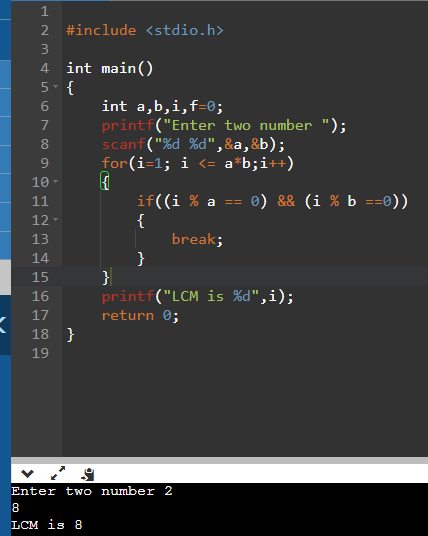 1
2 #include <stdio.h>
3
4 int main()
5 {
6 int a,b,i,f=0;
7 printf("Enter two number ");
8 scanf("%d %d",&a,&b);
9 for(i=1; i <= a*b;i++)
10 {
11 if((i % a == 0) && (i % b ==0))
12 {
13 break;
14 }
15 }
16 printf("LCM is %d",i);
17 return 0;
18 }
19
Enter two number 2
8
LCM is 8